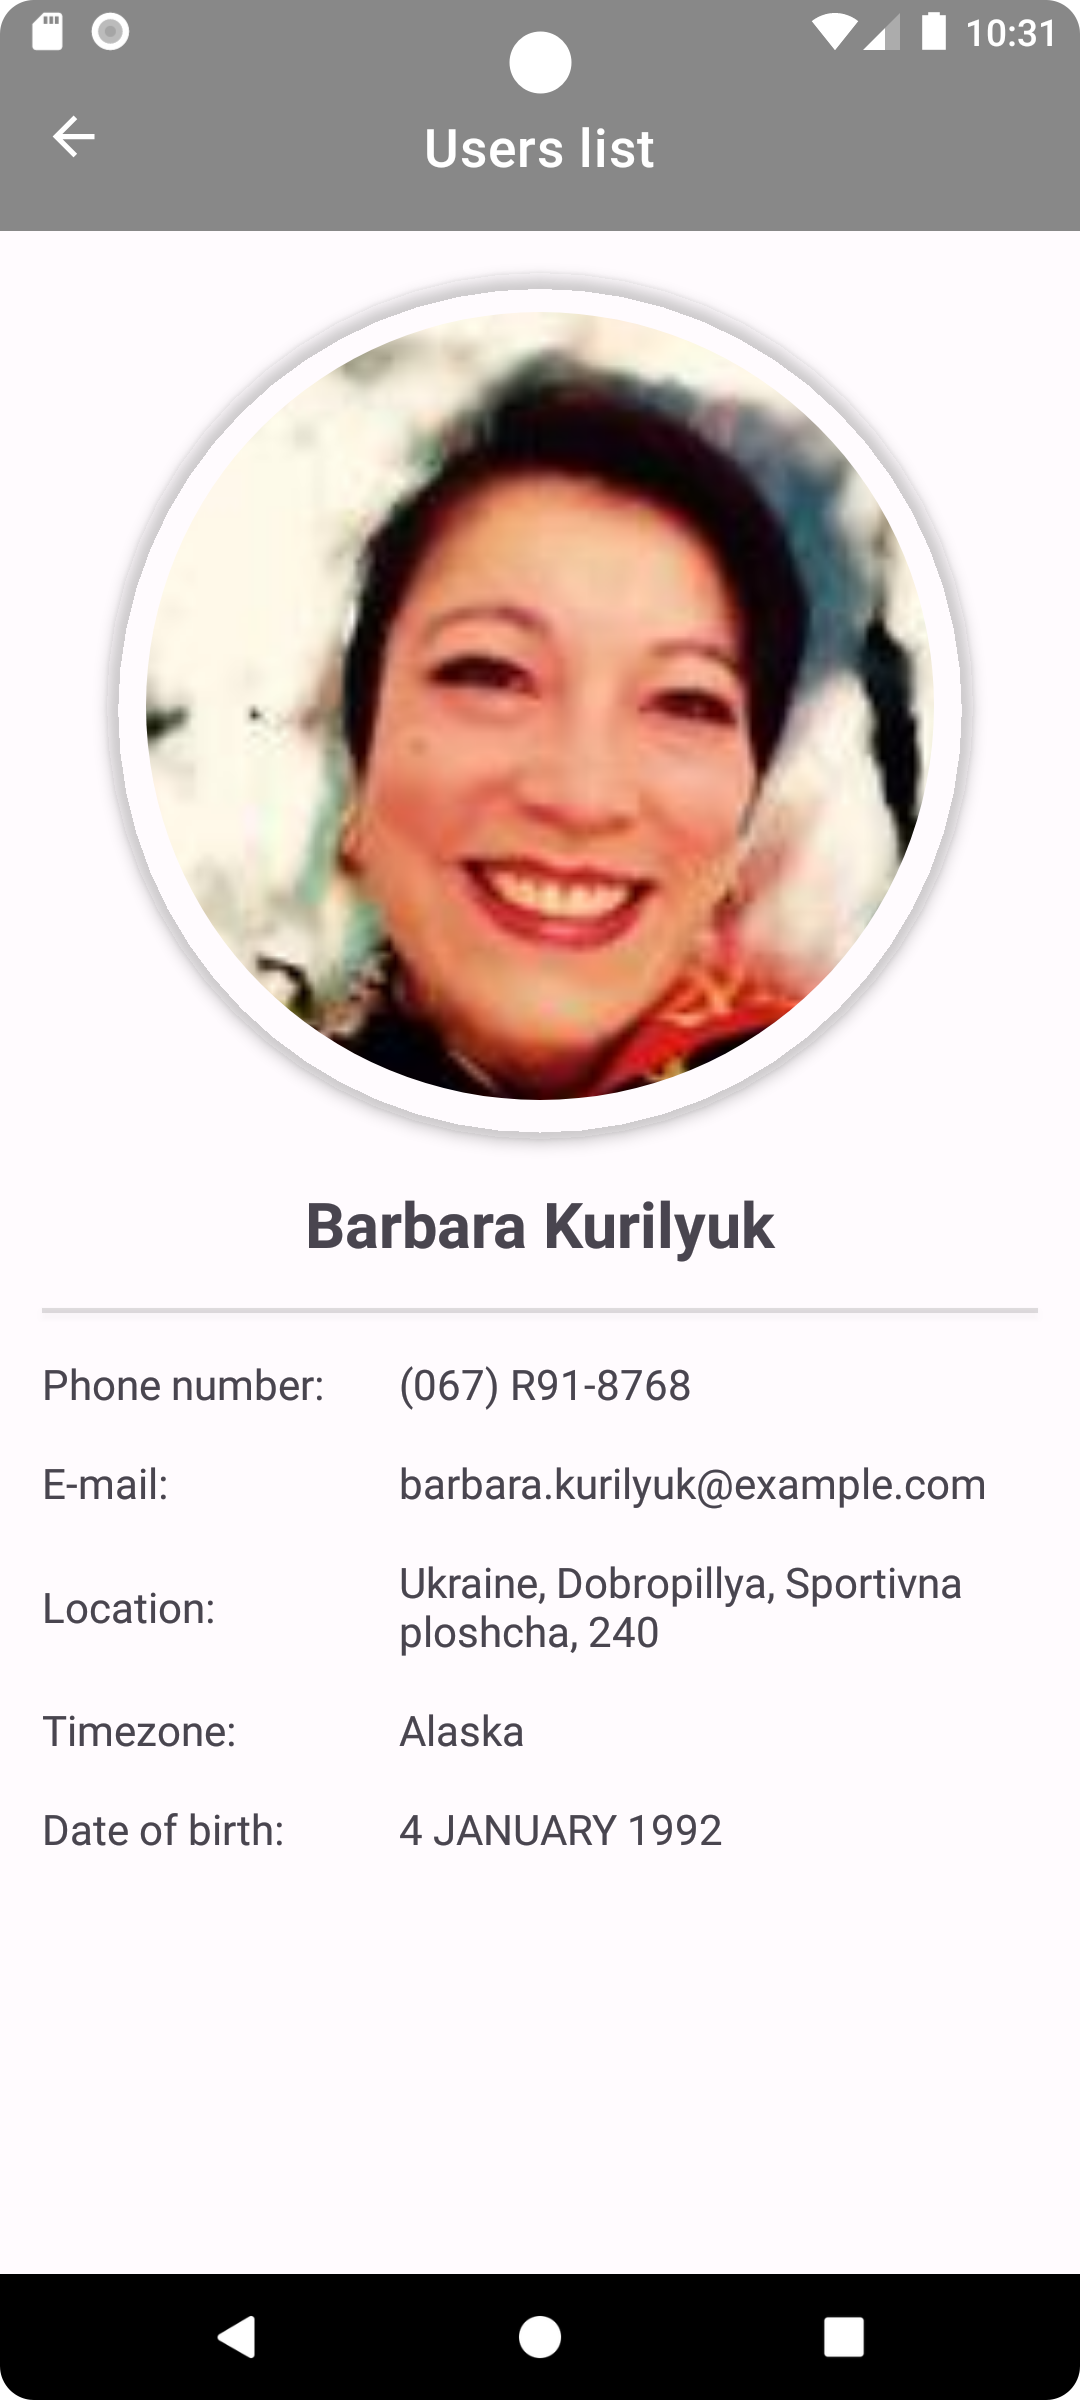 10:31
Users list
Barbara Kurilyuk
Phone number: (067) R91-8768
E-mail: barbara.kurilyuk@example.com
Location: Ukraine, Dobropillya, Sportivna
ploshcha, 240
Timezone: Alaska
Date of birth: 4 JANUARY 1992